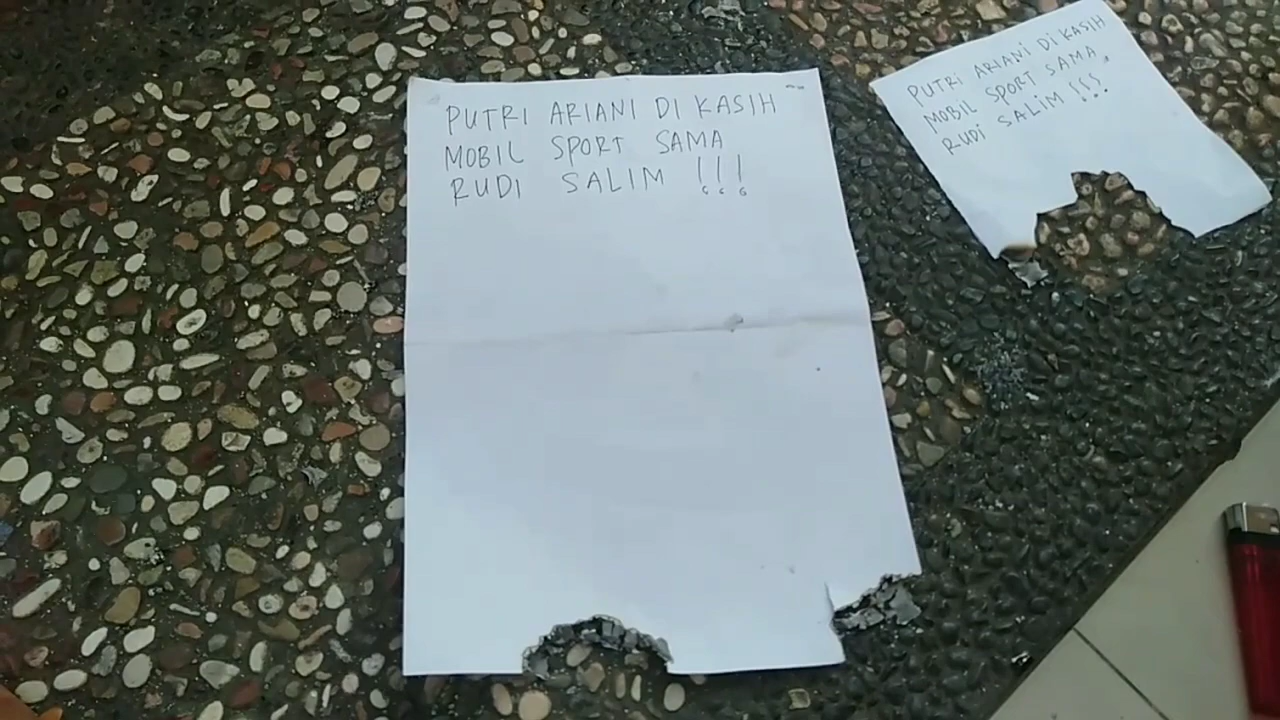 PUTRI ARIANI DI KASIH
MOBIL SPORT SAMA
RUDI SALIM !!!
PUTRI ARIANI DI KASIH
MOBIL SPORT SAMA
RUDI SALIM !!!